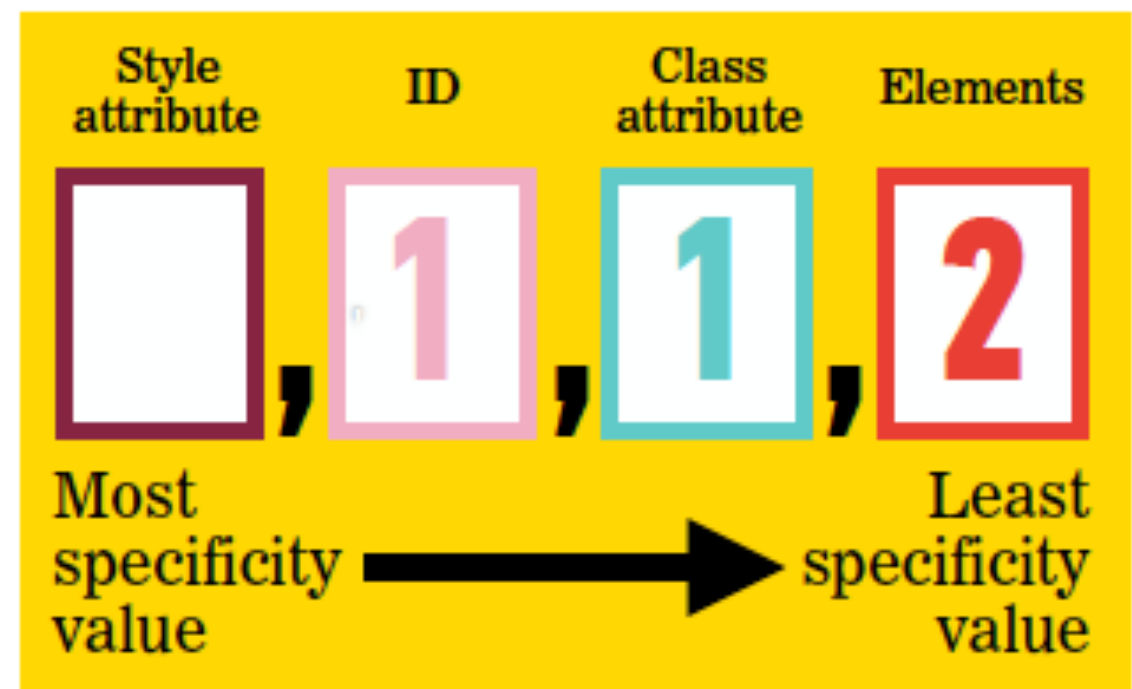 Style
attribute
ID
Class
attribute
Elements
, 1 , 1 , 2
Most
specificity
value
Least
specificity
value